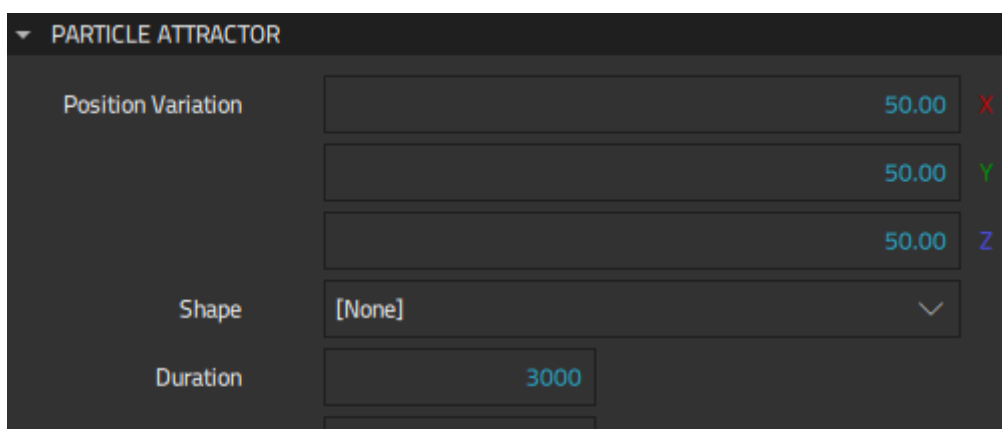 PARTICLE ATTRACTOR
Position Variation 50.00 X
50.00 Y
50.00 Z
Shape [None]
Duration 3000